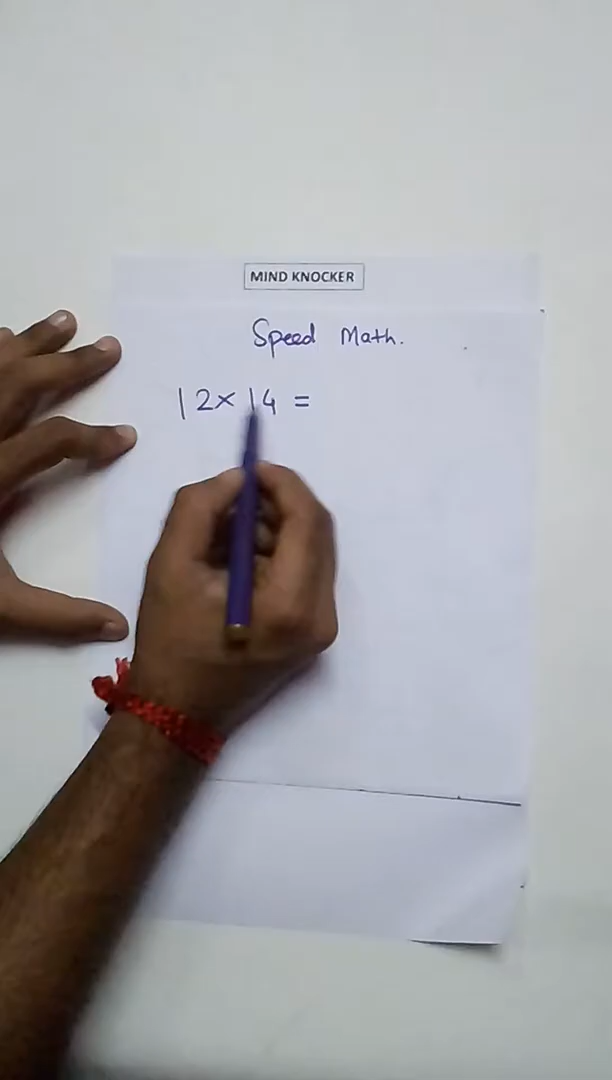 MIND KNOCKER
Speed Math.
12 x 14 =